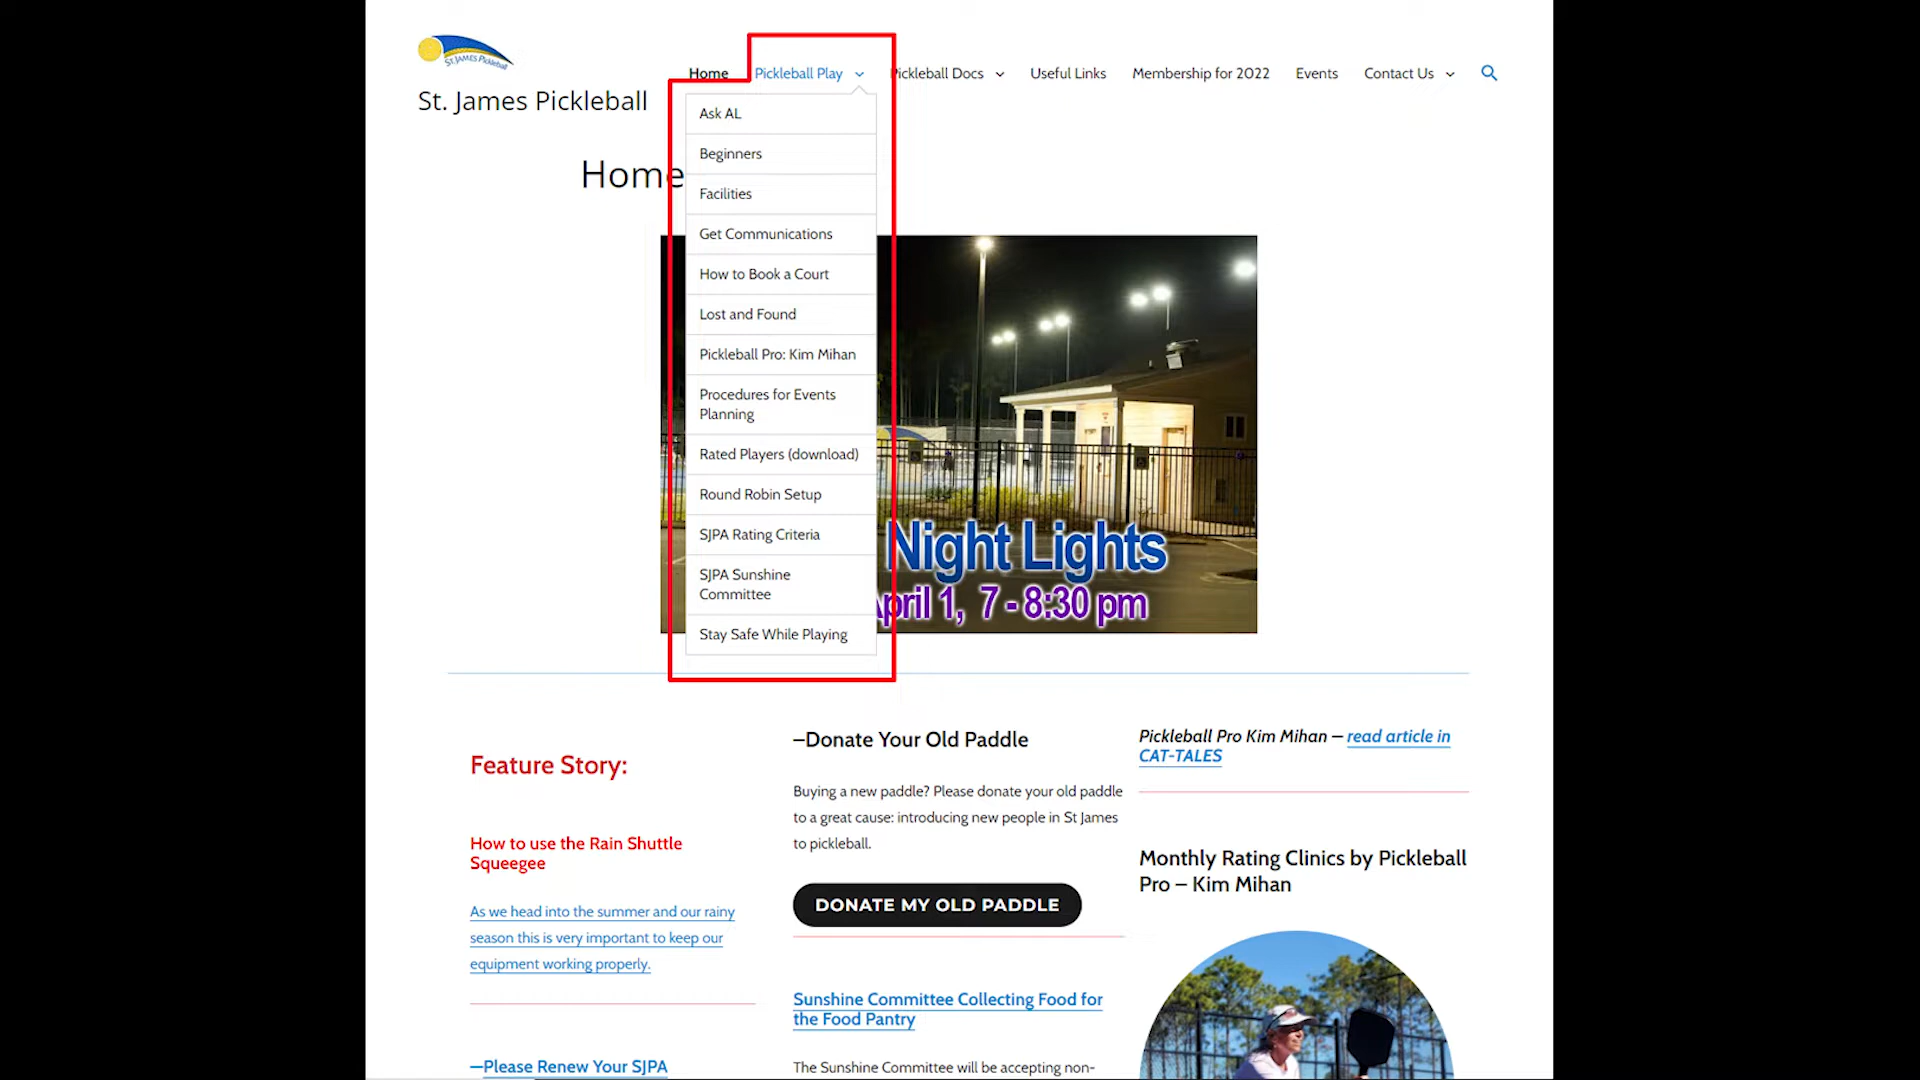 St. JAMES Pickleball
St. James Pickleball
Home
Pickleball Play
Pickleball Docs
Useful Links
Membership for 2022
Events
Contact Us
Ask AL
Beginners
Facilities
Get Communications
How to Book a Court
Lost and Found
Pickleball Pro: Kim Mihan
Procedures for Events
Planning
Rated Players (download)
Round Robin Setup
SJPA Rating Criteria
SJPA Sunshine
Committee
Stay Safe While Playing
Home
Night Lights
April 1, 7 - 8:30 pm
Feature Story:
How to use the Rain Shuttle
Squeegee
As we head into the summer and our rainy
season this is very important to keep our
equipment working properly.
—Please Renew Your SJPA
–Donate Your Old Paddle
Buying a new paddle? Please donate your old paddle
to a great cause: introducing new people in St James
to pickleball.
DONATE MY OLD PADDLE
Sunshine Committee Collecting Food for
the Food Pantry
The Sunshine Committee will be accepting non-
Pickleball Pro Kim Mihan – read article in
CAT-TALES
Monthly Rating Clinics by Pickleball
Pro – Kim Mihan